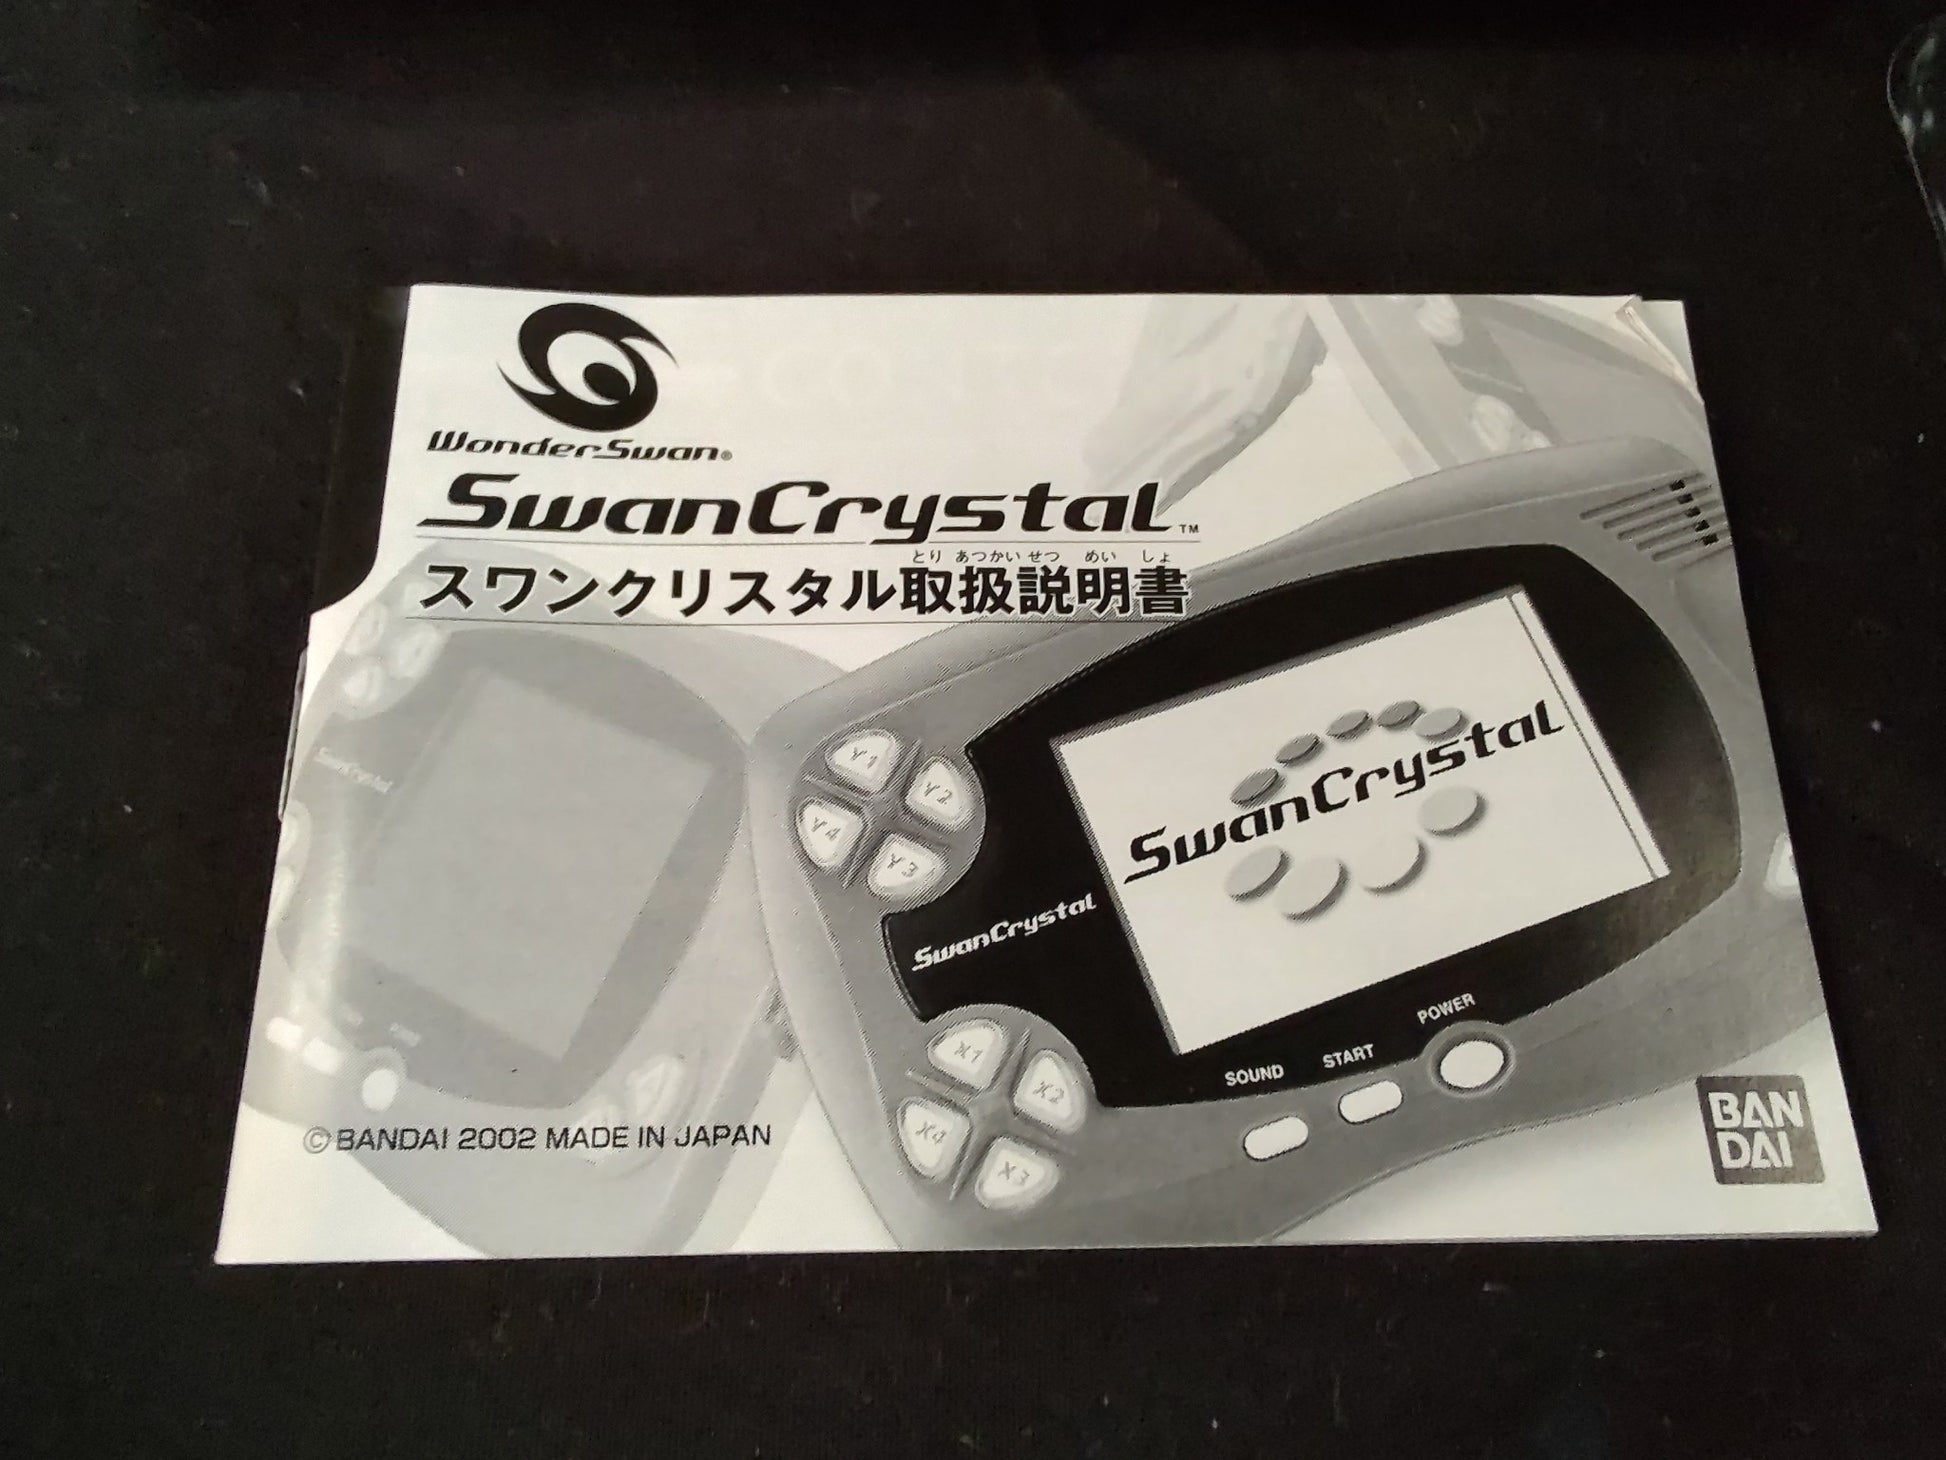 WonderSwan®
SwanCrystal™
とり あつかい せつ めい しょ
スワンクリスタル取扱説明書
SwanCrystal
Y1
Y2
Y4
Y3
SwanCrystal
SwanCrystal
X1
X2
X4
X3
SOUND
START
POWER
©BANDAI 2002 MADE IN JAPAN
BAN
DAI